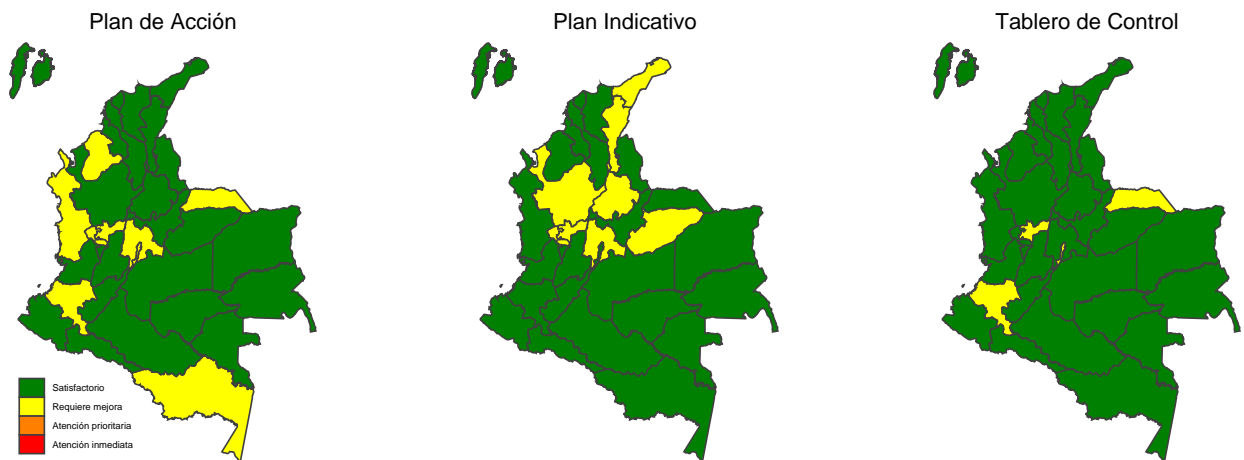 Plan de Acción
Plan Indicativo
Tablero de Control
Satisfactorio
Requiere mejora
Atención prioritaria
Atención inmediata